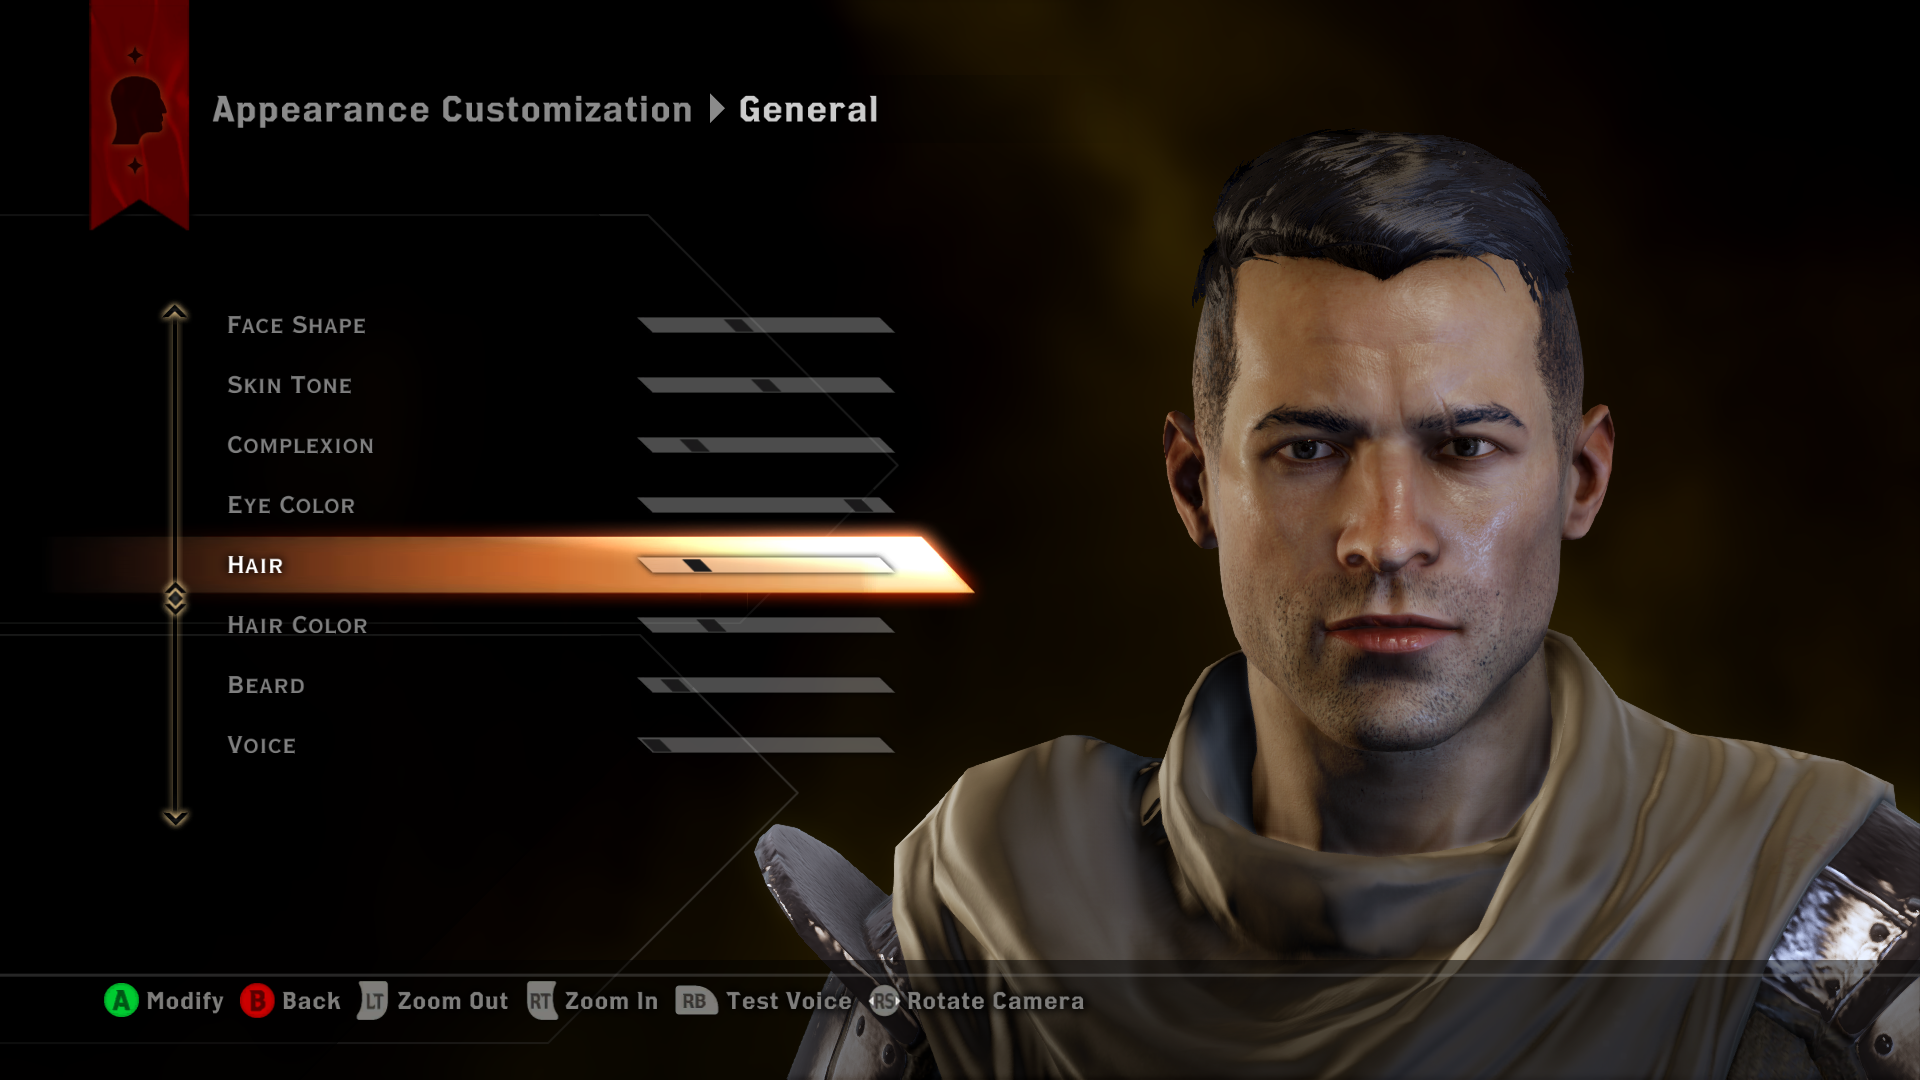 Appearance Customization General
FACE SHAPE
SKIN TONE
COMPLEXION
EYE COLOR
HAIR
HAIR COLOR
BEARD
VOICE
A Modify B Back LT Zoom Out RT Zoom In RB Test Voice RS Rotate Camera